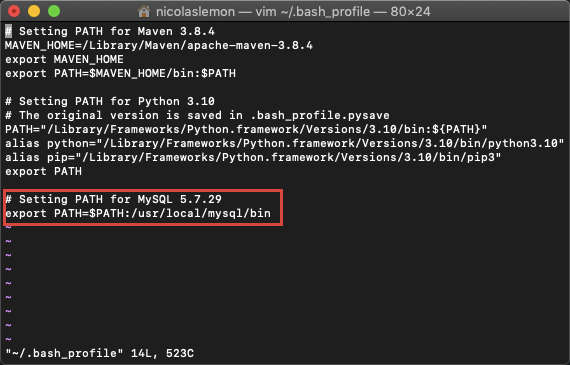 nicolaslemon — vim ~/.bash_profile — 80×24
# Setting PATH for Maven 3.8.4
MAVEN_HOME=/Library/Maven/apache-maven-3.8.4
export MAVEN_HOME
export PATH=$MAVEN_HOME/bin:$PATH
# Setting PATH for Python 3.10
# The original version is saved in .bash_profile.pysave
PATH="/Library/Frameworks/Python.framework/Versions/3.10/bin:${PATH}"
alias python="/Library/Frameworks/Python.framework/Versions/3.10/bin/python3.10"
alias pip="/Library/Frameworks/Python.framework/Versions/3.10/bin/pip3"
export PATH
# Setting PATH for MySQL 5.7.29
export PATH=$PATH:/usr/local/mysql/bin
~
~
~
~
~
~
~
~
~
"~/.bash_profile" 14L, 523C